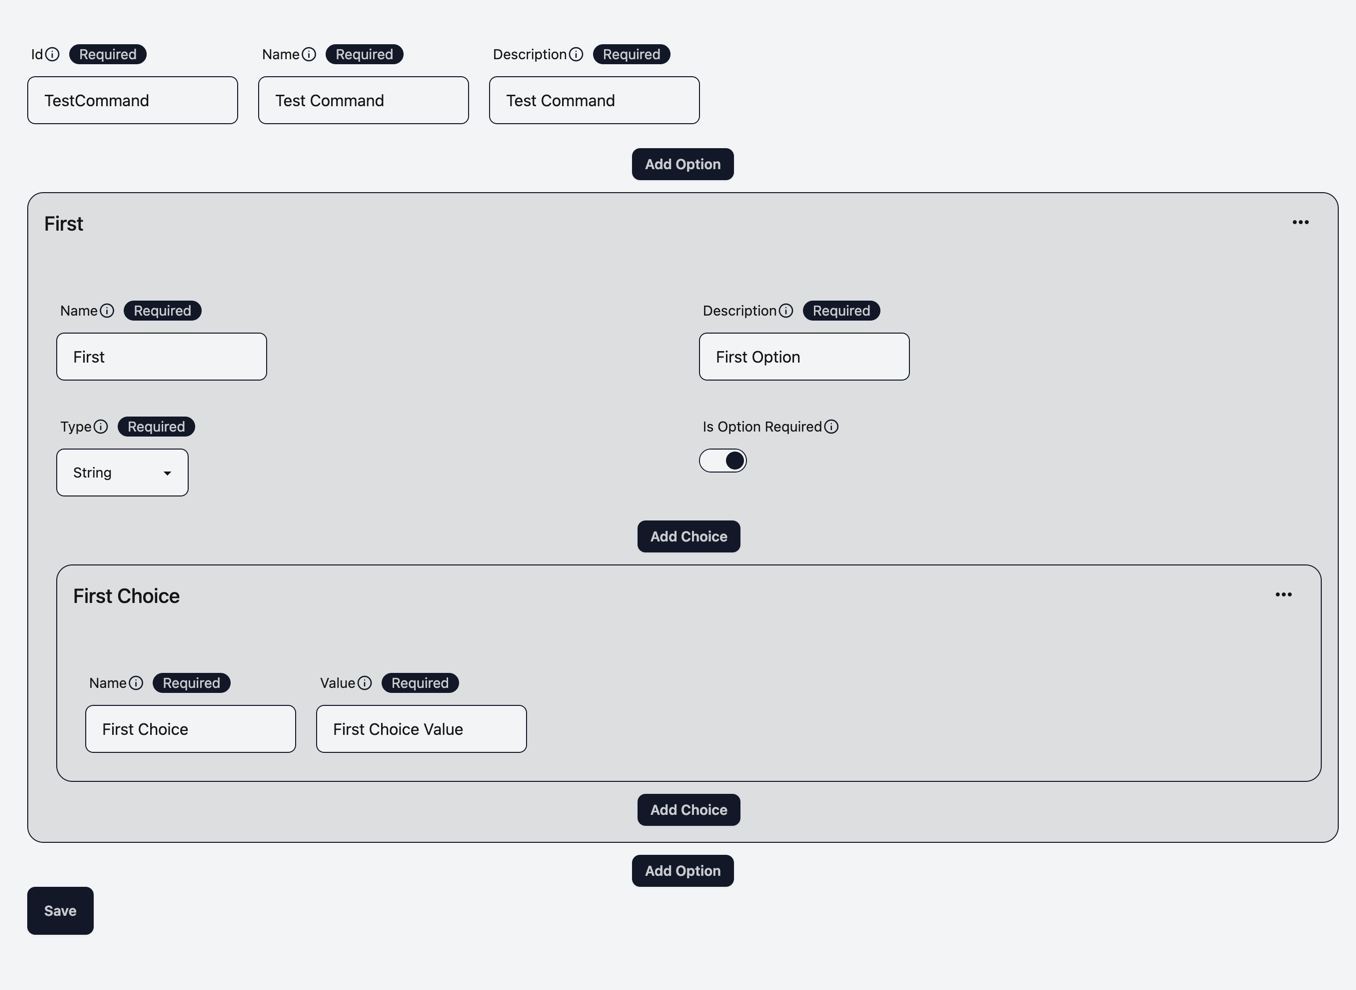 Id Required Name Required Description Required
TestCommand Test Command Test Command
Add Option
First
Name Required Description Required
First First Option
Type Required Is Option Required
String
Add Choice
First Choice
Name Required Value Required
First Choice First Choice Value
Add Choice
Add Option
Save